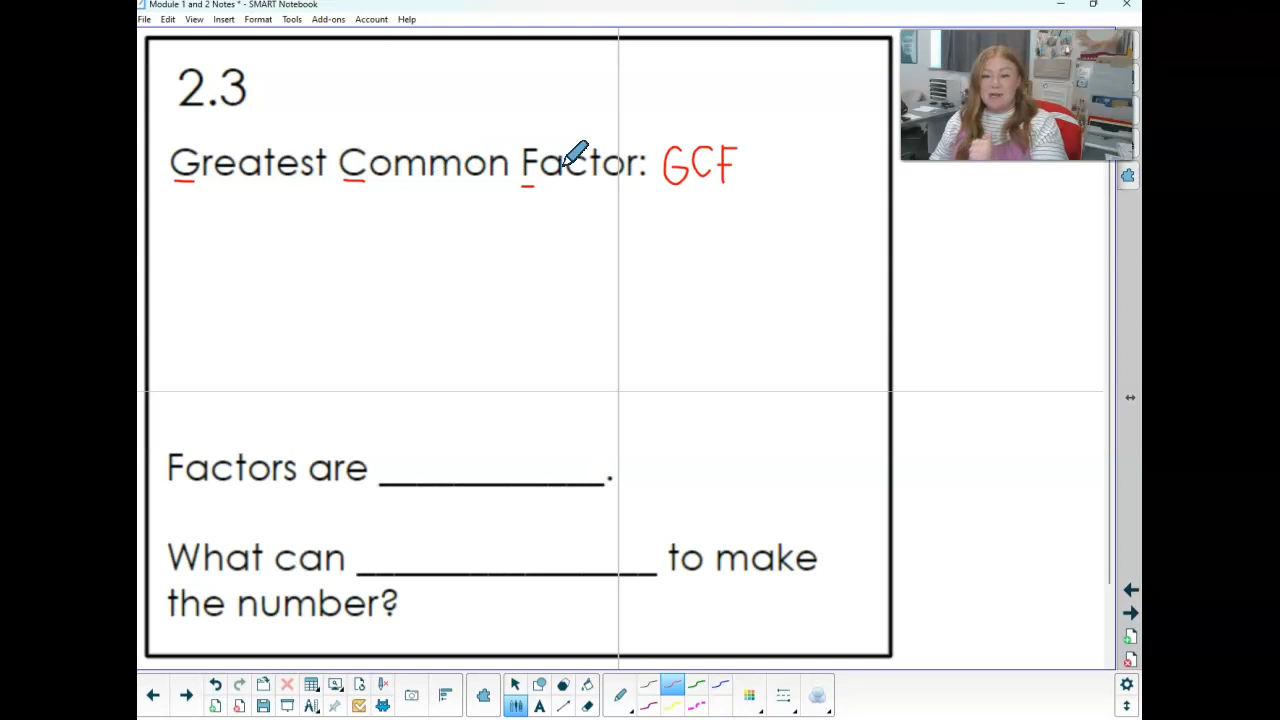 Module 1 and 2 Notes * - SMART Notebook
File Edit View Insert Format Tools Add-ons Account Help
2.3
Greatest Common Factor: GCF
Factors are ____________.
What can ________________ to make
the number?